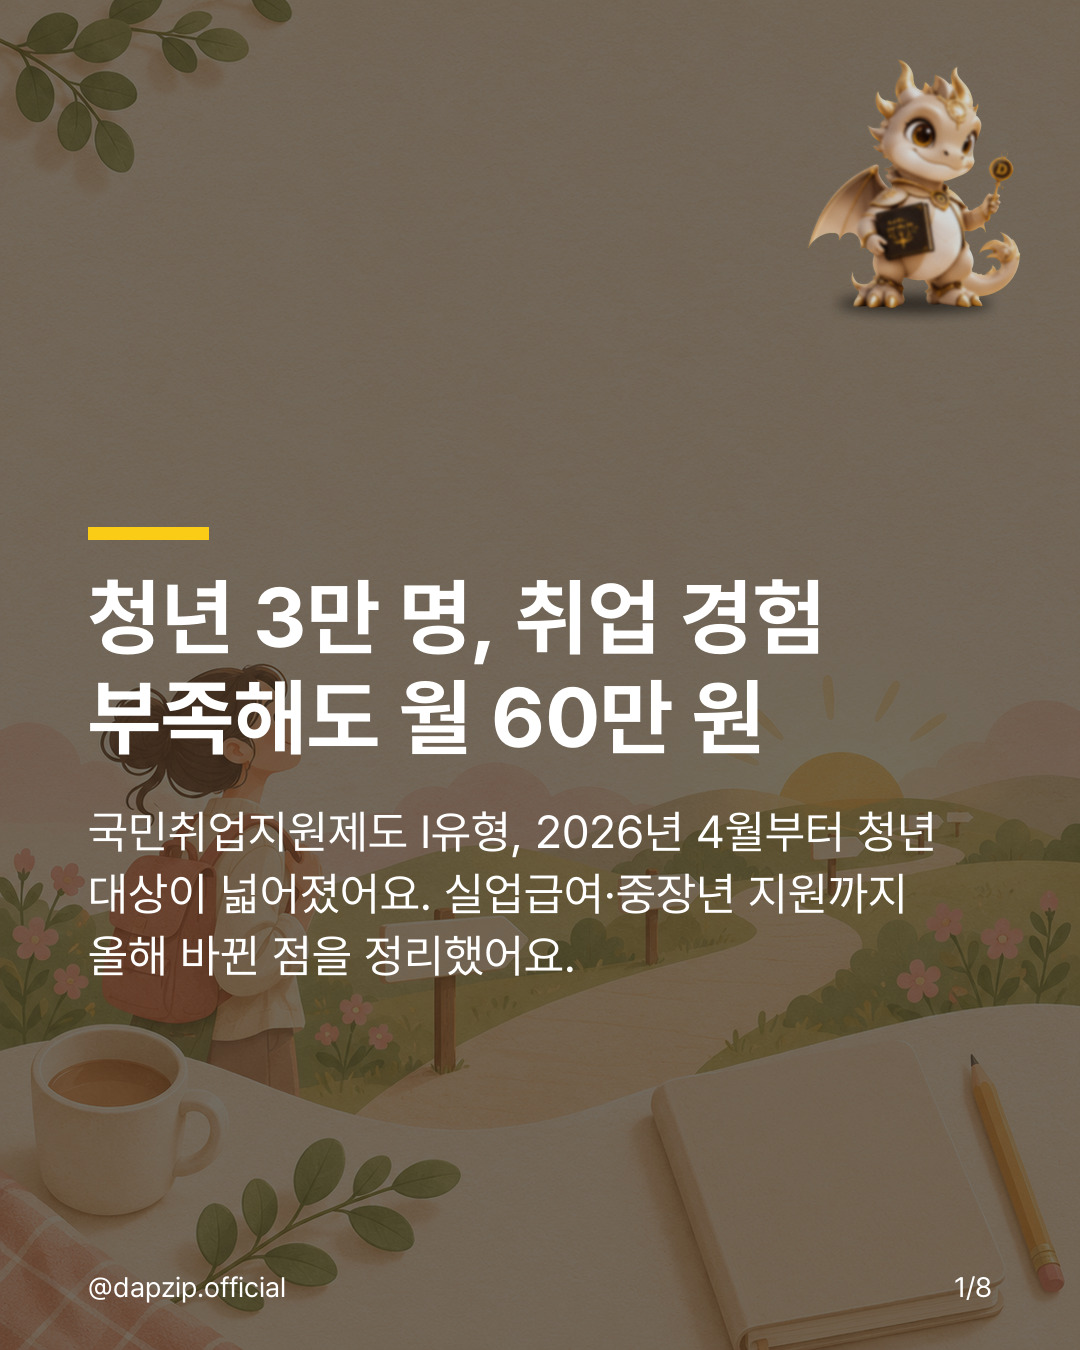 청년 3만 명, 취업 경험
부족해도 월 60만 원
국민취업지원제도 I유형, 2026년 4월부터 청년
대상이 넓어졌어요. 실업급여·중장년 지원까지
올해 바뀐 점을 정리했어요.
@dapzip.official
1/8